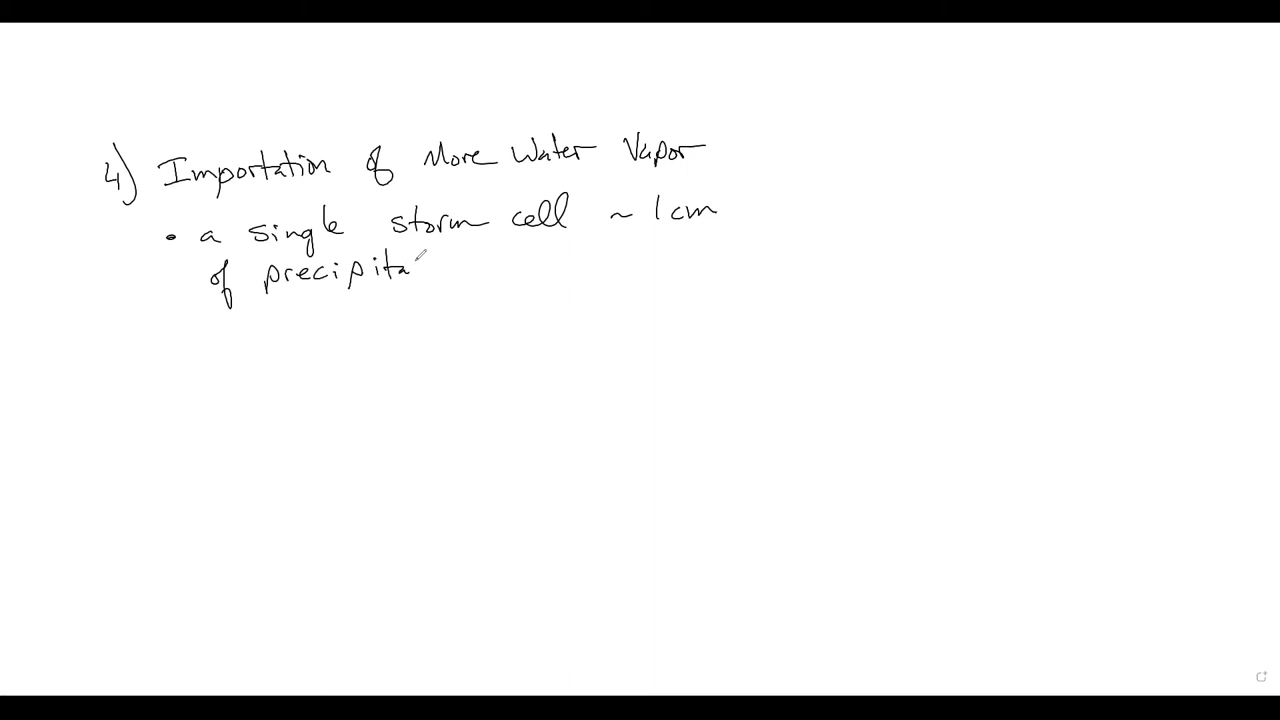 4) Importation of More Water Vapor
• a single storm cell ~ 1cm
of precipita